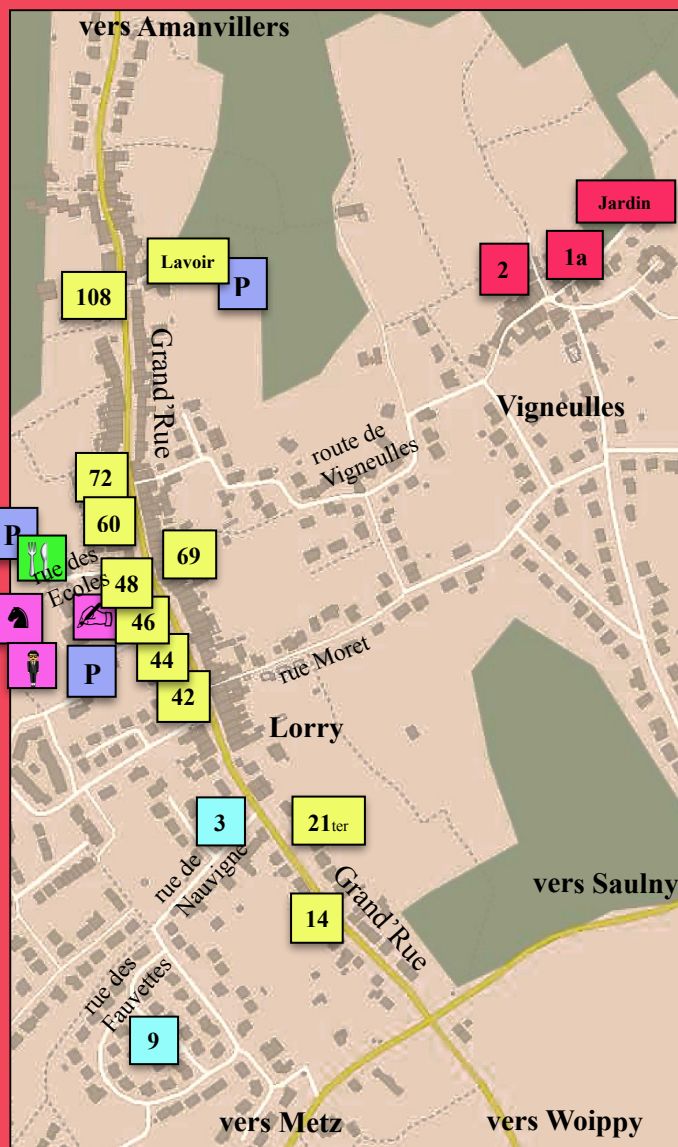 vers Amanvillers
Jardin
1a
2
Lavoir
P
108
Grand'Rue
Vigneulles
route de
Vigneulles
72
60
P
69
rue des
Ecoles
48
46
44
rue Moret
P
42
Lorry
3
21ter
rue de
Nauvigne
vers Saulny
14
Grand'Rue
rue des
Fauvettes
9
vers Metz
vers Woippy